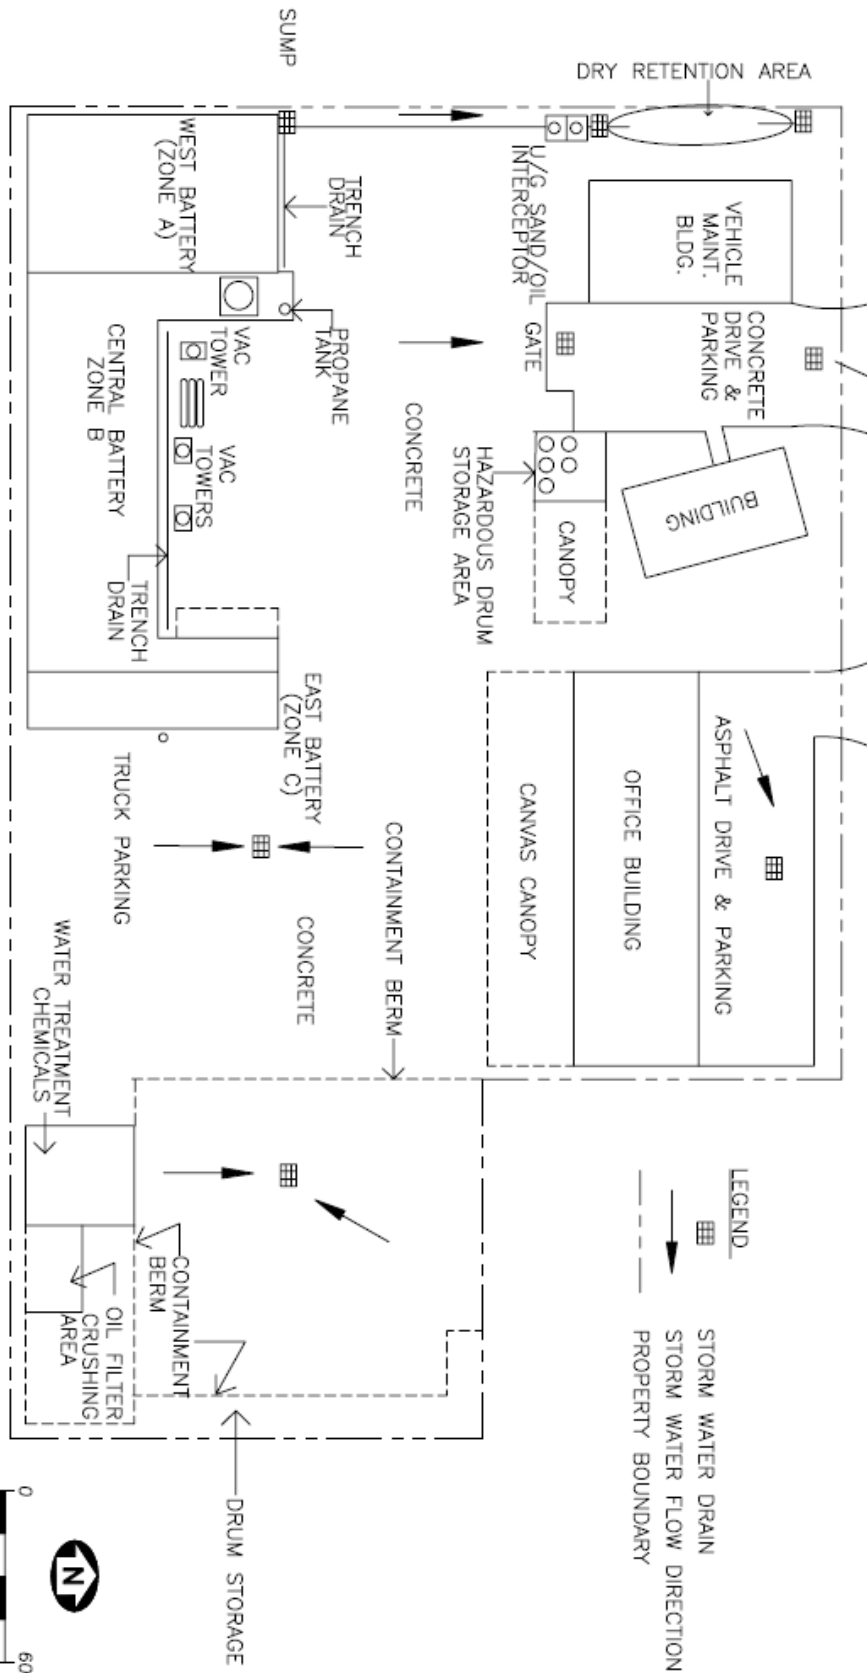 SUMP
DRY RETENTION AREA
WEST BATTERY
(ZONE A)
TRENCH
DRAIN
U/G SAND/OIL
INTERCEPTOR
VEHICLE
MAINT.
BLDG.
CONCRETE
DRIVE &
PARKING
GATE
PROPANE
TANK
VAC
TOWER
VAC
TOWERS
CENTRAL BATTERY
ZONE B
CONCRETE
HAZARDOUS DRUM
STORAGE AREA
CANOPY
BUILDING
TRENCH
DRAIN
EAST BATTERY
(ZONE C)
TRUCK PARKING
CANVAS CANOPY
OFFICE BUILDING
ASPHALT DRIVE & PARKING
CONTAINMENT BERM
CONCRETE
WATER TREATMENT
CHEMICALS
CONTAINMENT
BERM
OIL FILTER
CRUSHING
AREA
DRUM STORAGE
LEGEND
STORM WATER DRAIN
STORM WATER FLOW DIRECTION
PROPERTY BOUNDARY
N
0
60